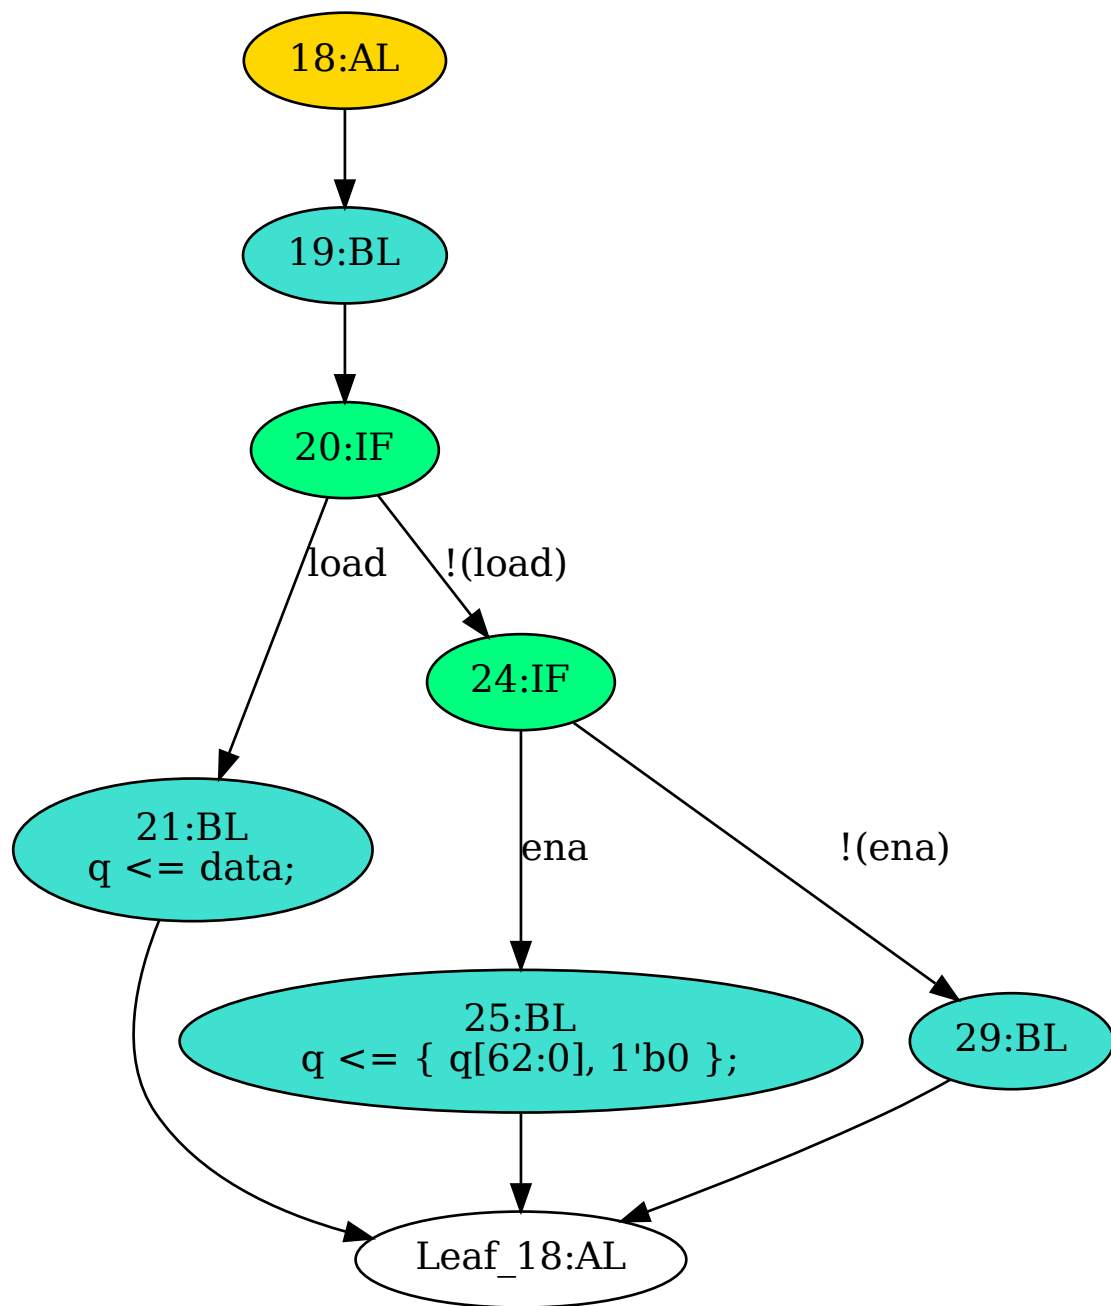 18:AL
19:BL
20:IF
load
!(load)
24:IF
21:BL
q <= data;
ena
!(ena)
25:BL
q <= { q[62:0], 1'b0 };
29:BL
Leaf_18:AL